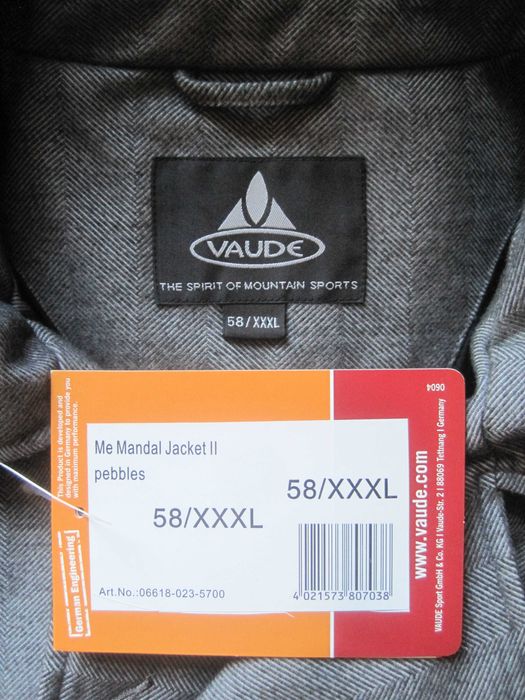 VAUDE
THE SPIRIT OF MOUNTAIN SPORTS
58/XXXL
This Product is developed and
designed in Germany to provide you
with maximum performance.
German Engineering
Me Mandal Jacket II
pebbles
58/XXXL
58/XXXL
Art.No.:06618-023-5700
4 021573 807038
0604
www.vaude.com
VAUDE Sport GmbH & Co. KG I Vaude-Str. 2 I 88069 Tettnang I Germany